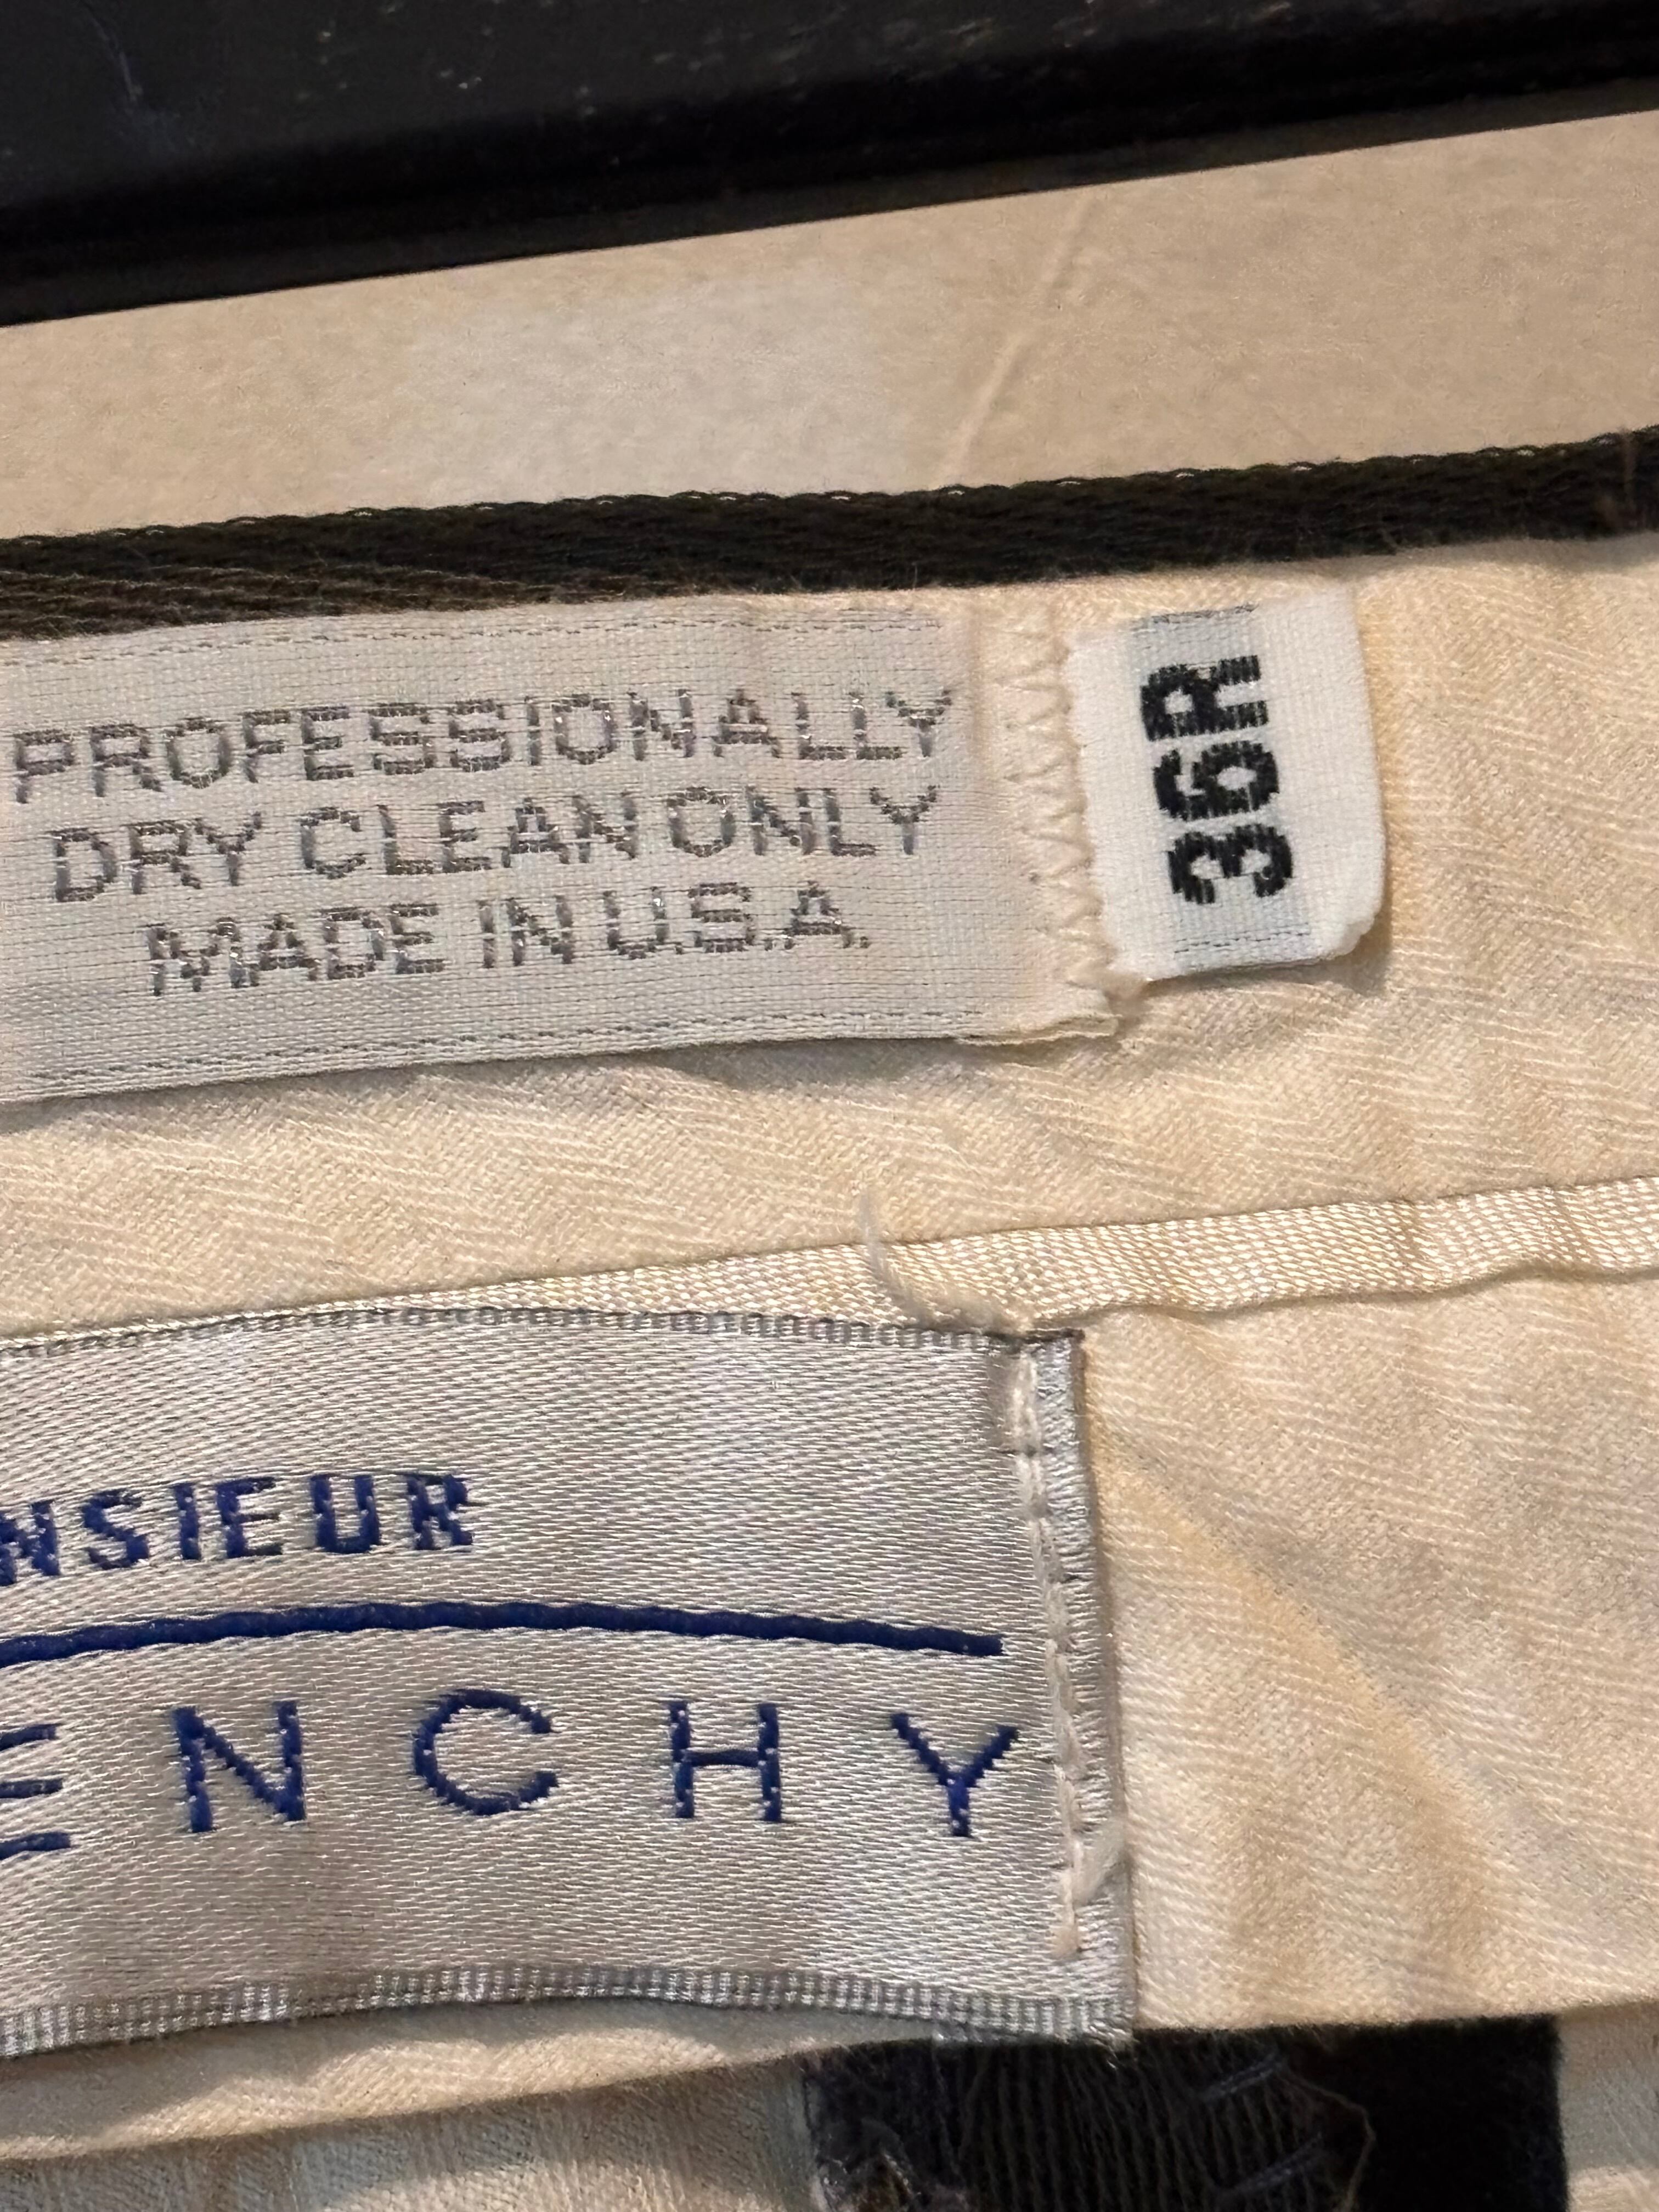 PROFESSIONALLY
DRY CLEAN ONLY
MADE IN U.S.A.
36R
NSIEUR
ENCHY